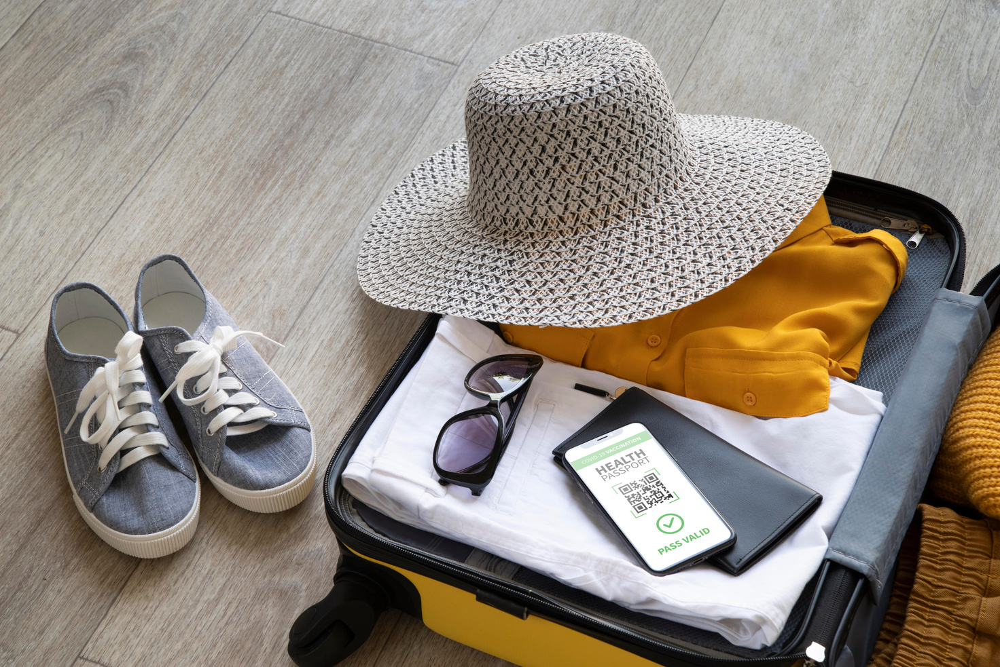 COVID-19 VACCINATION
HEALTH
PASSPORT
PASS VALID